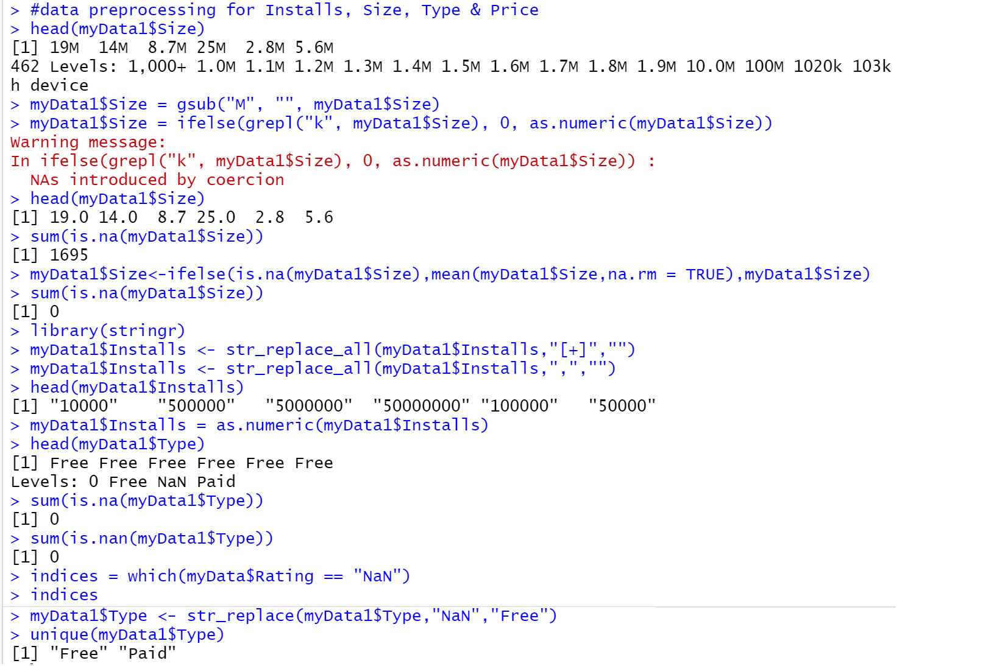 > #data preprocessing for Installs, Size, Type & Price
> head(myData1$Size)
[1] 19M  14M  8.7M 25M  2.8M 5.6M
462 Levels: 1,000+ 1.0M 1.1M 1.2M 1.3M 1.4M 1.5M 1.6M 1.7M 1.8M 1.9M 10.0M 100M 1020k 103k
h device
> myData1$Size = gsub("M", "", myData1$Size)
> myData1$Size = ifelse(grepl("k", myData1$Size), 0, as.numeric(myData1$Size))
Warning message:
In ifelse(grepl("k", myData1$Size), 0, as.numeric(myData1$Size)) :
  NAs introduced by coercion
> head(myData1$Size)
[1] 19.0 14.0  8.7 25.0  2.8  5.6
> sum(is.na(myData1$Size))
[1] 1695
> myData1$Size<-ifelse(is.na(myData1$Size),mean(myData1$Size,na.rm = TRUE),myData1$Size)
> sum(is.na(myData1$Size))
[1] 0
> library(stringr)
> myData1$Installs <- str_replace_all(myData1$Installs,"[+]","")
> myData1$Installs <- str_replace_all(myData1$Installs,",","")
> head(myData1$Installs)
[1] "10000"    "500000"   "5000000"  "50000000" "100000"   "50000"
> myData1$Installs = as.numeric(myData1$Installs)
> head(myData1$Type)
[1] Free Free Free Free Free Free
Levels: 0 Free NaN Paid
> sum(is.na(myData1$Type))
[1] 0
> sum(is.nan(myData1$Type))
[1] 0
> indices = which(myData$Rating == "NaN")
> indices
> myData1$Type <- str_replace(myData1$Type,"NaN","Free")
> unique(myData1$Type)
[1] "Free" "Paid"